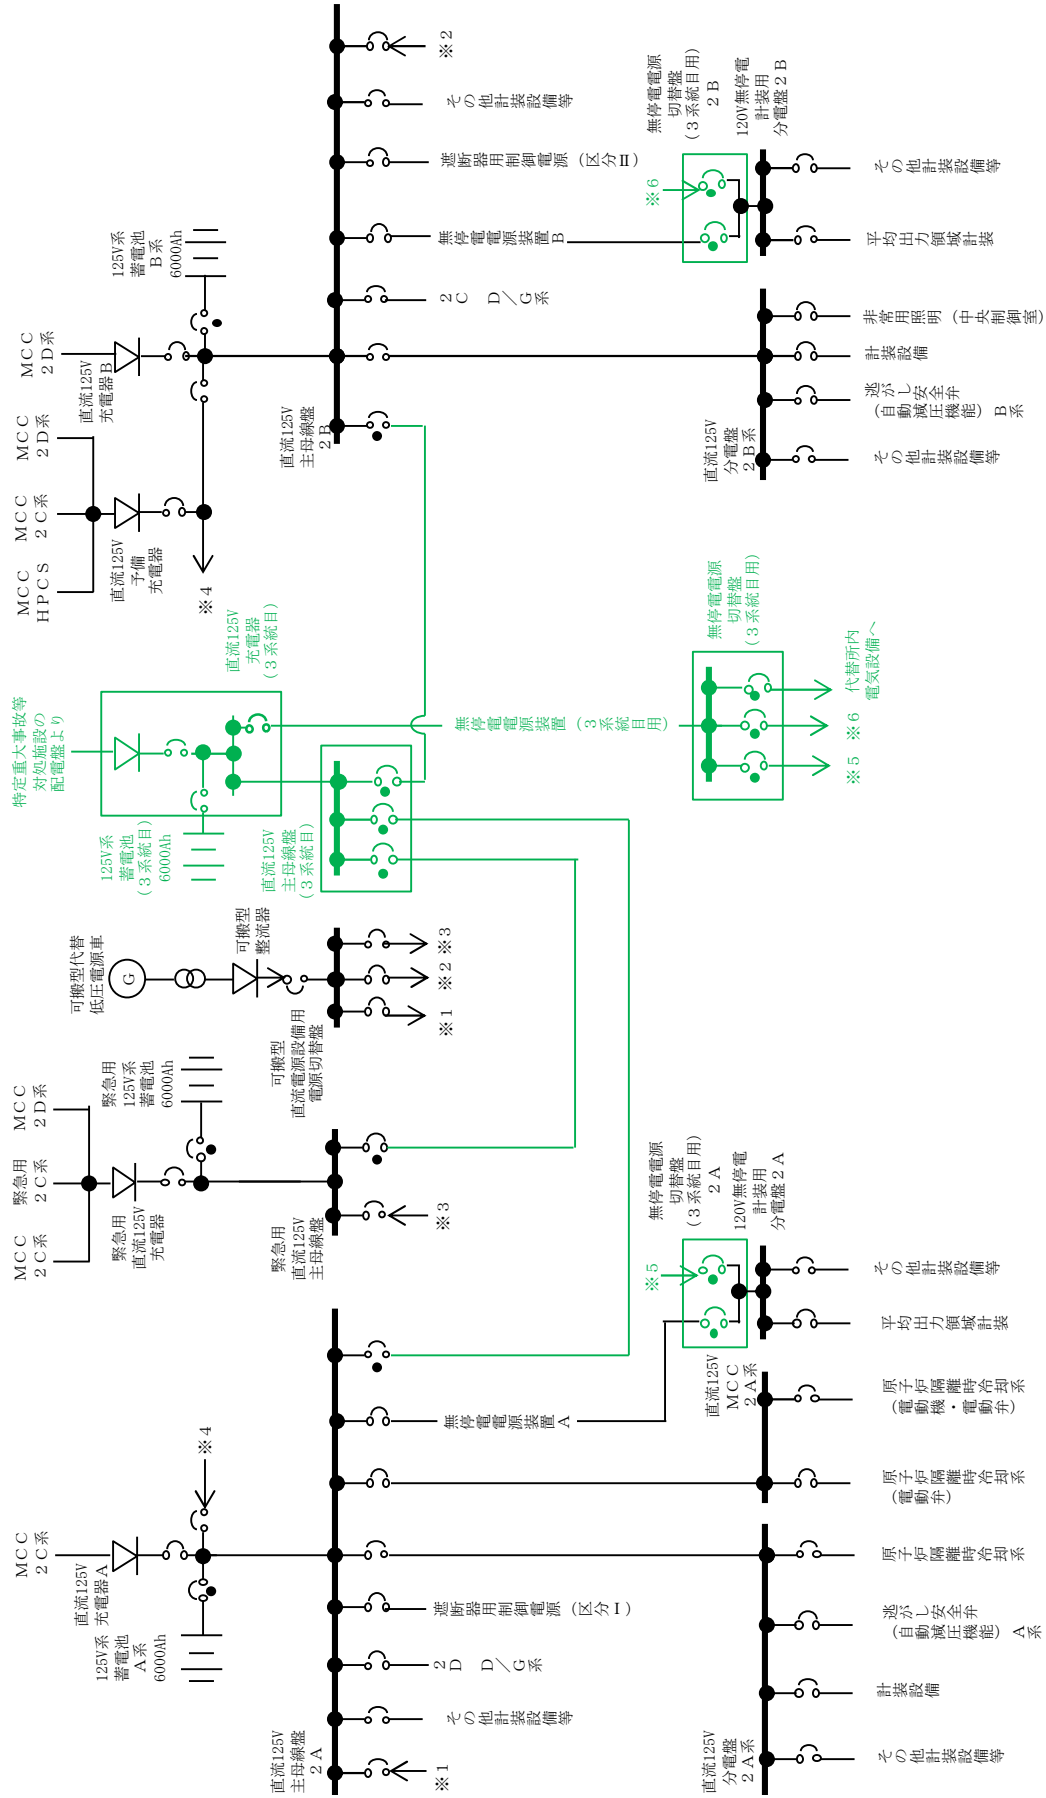 ※2
その他計装設備等
遮断器用制御電源（区分Ⅱ）
無停電電源装置B
2C　D／G系
直流125V
主母線盤
2B
125V系
蓄電池
B系
6000Ah
MCC
2D系
直流125V
充電器B
MCC
2D系
MCC
2C系
MCC
HPCS
直流125V
予備
充電器
※4
無停電電源
切替盤
(3系統目用)
2B
※6
120V無停電
計装用
分電盤2B
その他計装設備等
平均出力領域計装
非常用照明（中央制御室）
計装設備
逃がし安全弁
（自動減圧機能）B系
その他計装設備等
直流125V
分電盤
2B系
直流125V
充電器
(3系統目)
特定重大事故等
対処施設の
配電盤より
125V系
蓄電池
(3系統目)
6000Ah
直流125V
主母線盤
(3系統目)
無停電電源装置（3系統目用）
無停電電源
切替盤
(3系統目用)
代替所内
電気設備へ
※6
※5
可搬型代替
低圧電源車
G
可搬型
整流器
可搬型
直流電源設備用
電源切替盤
※3
※2
※1
MCC
2D系
緊急用
2C系
MCC
2C系
緊急用
125V系
蓄電池
6000Ah
緊急用
直流125V
充電器
緊急用
直流125V
主母線盤
※3
無停電電源
切替盤
(3系統目用)
2A
※5
120V無停電
計装用
分電盤2A
その他計装設備等
平均出力領域計装
直流125V
MCC
2A系
原子炉隔離時冷却系
（電動機・電動弁）
原子炉隔離時冷却系
（電動弁）
MCC
2C系
※4
直流125V
充電器A
125V系
蓄電池
A系
6000Ah
無停電電源装置A
遮断器用制御電源（区分Ⅰ）
2D　D／G系
その他計装設備等
※1
直流125V
主母線盤
2A
原子炉隔離時冷却系
逃がし安全弁
（自動減圧機能）A系
計装設備
その他計装設備等
直流125V
分電盤
2A系